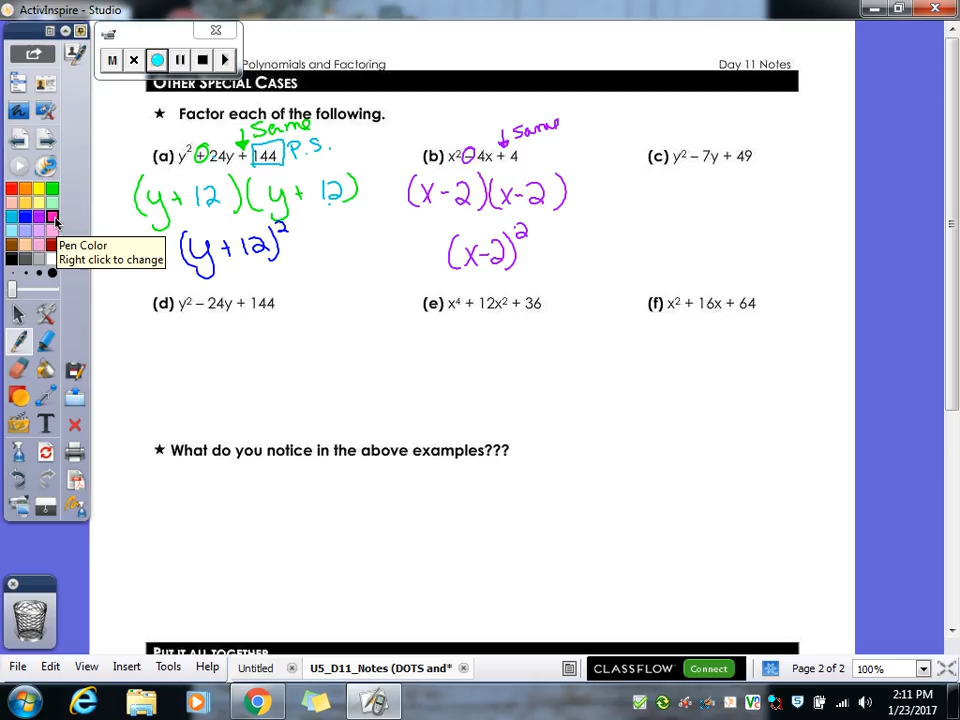 ActivInspire - Studio
Polynomials and Factoring
Day 11 Notes
OTHER SPECIAL CASES
★ Factor each of the following.
Same
Same
(a) y² + 24y + 144 P.S.
(b) x² – 4x + 4
(c) y² – 7y + 49
(y + 12)(y + 12)
(x - 2)(x - 2)
(y + 12)²
(x - 2)²
Pen Color
Right click to change
(d) y² – 24y + 144
(e) x⁴ + 12x² + 36
(f) x² + 16x + 64
★ What do you notice in the above examples???
PUT IT ALL TOGETHER
File Edit View Insert Tools Help
Untitled
U5_D11_Notes (DOTS and*
CLASSFLOW Connect
Page 2 of 2
100%
2:11 PM
1/23/2017